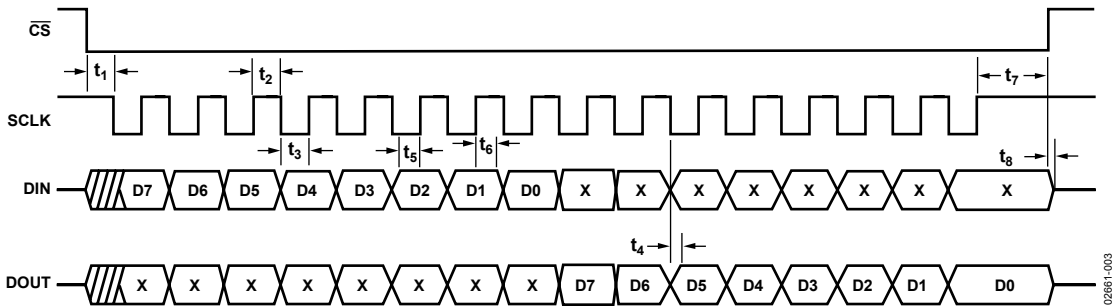 CS
t1 t2 t7
SCLK
t3 t5 t6 t8
DIN D7 D6 D5 D4 D3 D2 D1 D0 X X X X X X X X
t4
DOUT X X X X X X X X D7 D6 D5 D4 D3 D2 D1 D0
02661-003